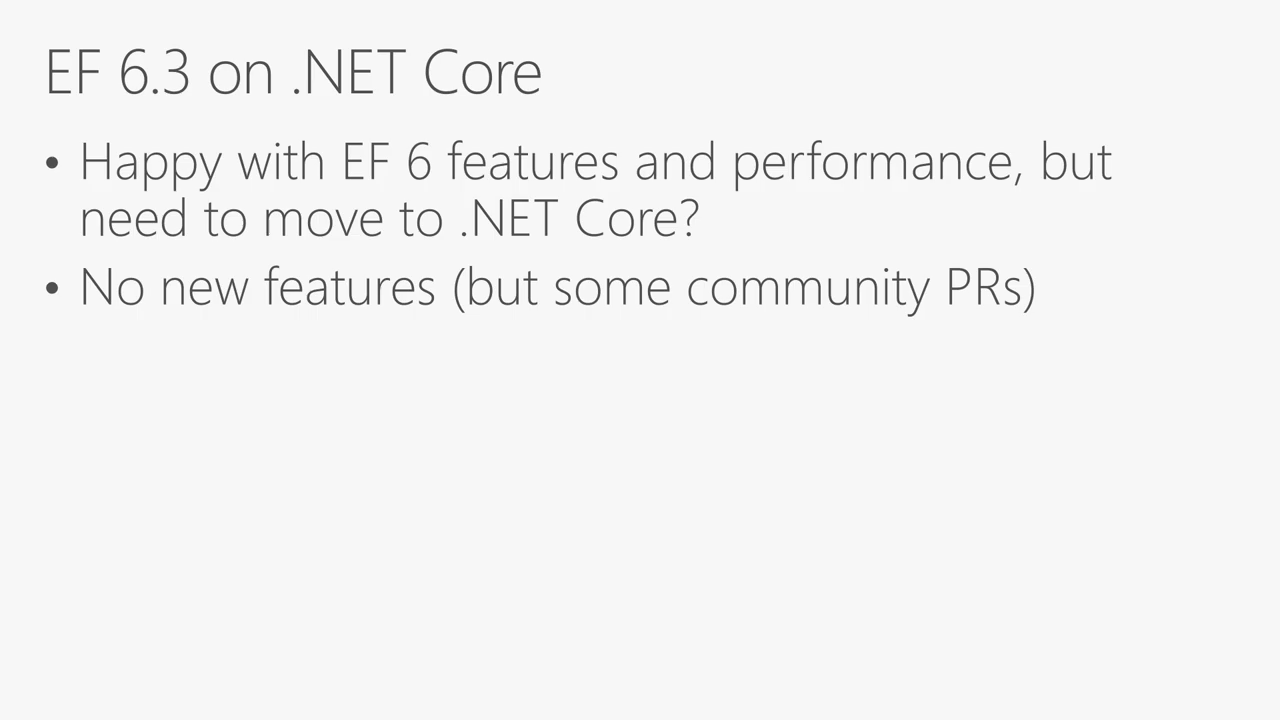 EF 6.3 on .NET Core
• Happy with EF 6 features and performance, but
need to move to .NET Core?
• No new features (but some community PRs)